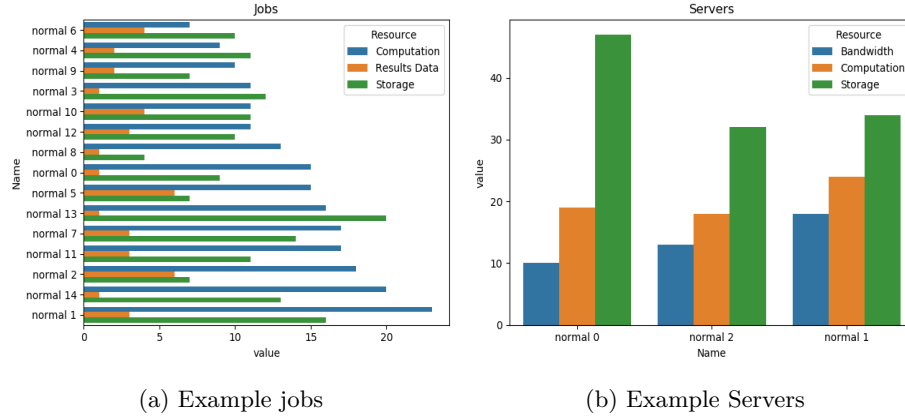 Jobs
normal 6
normal 4
normal 9
normal 3
normal 10
normal 12
normal 8
normal 0
normal 5
normal 13
normal 7
normal 11
normal 2
normal 14
normal 1
Name
0 5 10 15 20
value
Resource
Computation
Results Data
Storage
(a) Example jobs
Servers
40
30
20
10
0
value
normal 0 normal 2 normal 1
Name
Resource
Bandwidth
Computation
Storage
(b) Example Servers